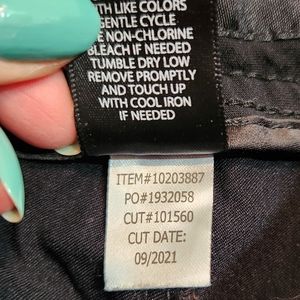 WITH LIKE COLORS
GENTLE CYCLE
NON-CHLORINE
BLEACH IF NEEDED
TUMBLE DRY LOW
REMOVE PROMPTLY
AND TOUCH UP
WITH COOL IRON
IF NEEDED
ITEM#10203887
PO#1932058
CUT#101560
CUT DATE:
09/2021